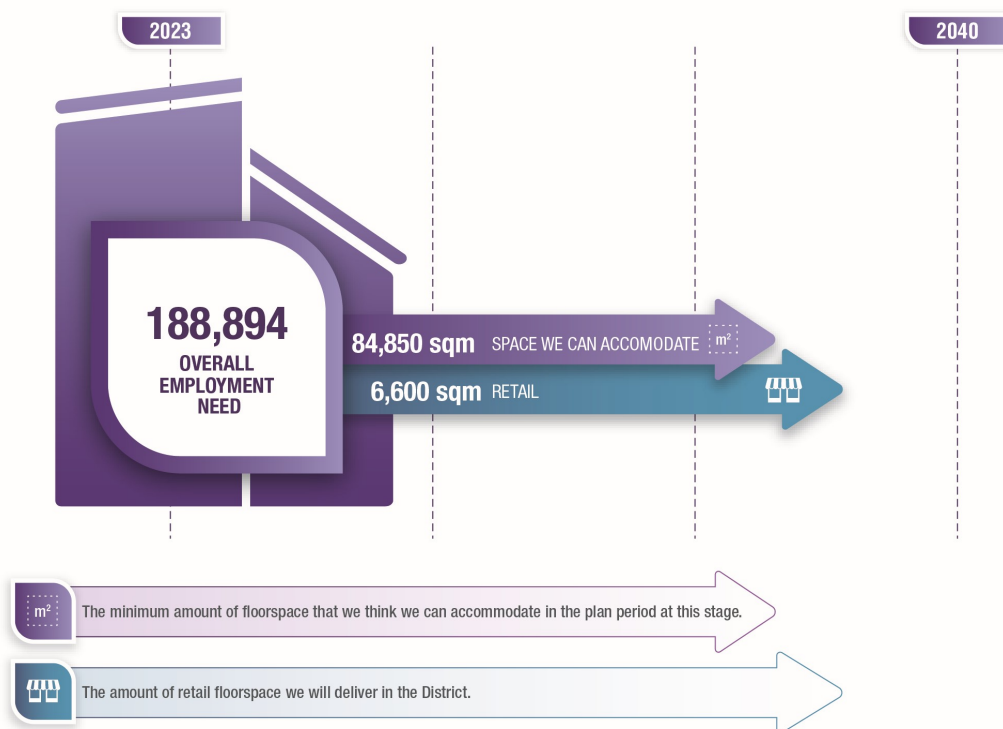 2023
2040
188,894
OVERALL
EMPLOYMENT
NEED
84,850 sqm SPACE WE CAN ACCOMODATE m²
6,600 sqm RETAIL
m² The minimum amount of floorspace that we think we can accommodate in the plan period at this stage.
The amount of retail floorspace we will deliver in the District.